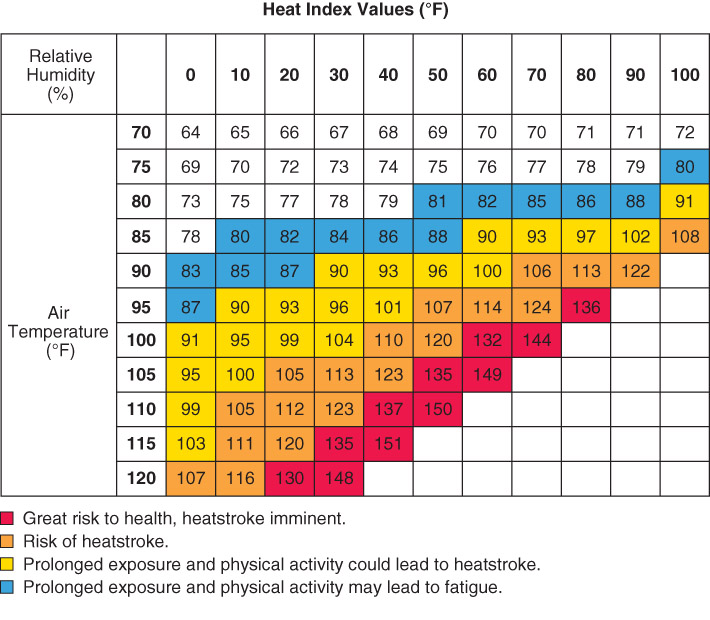 Heat Index Values (°F)
Relative Humidity (%) 0 10 20 30 40 50 60 70 80 90 100
Air Temperature (°F)
70 64 65 66 67 68 69 70 70 71 71 72
75 69 70 72 73 74 75 76 77 78 79 80
80 73 75 77 78 79 81 82 85 86 88 91
85 78 80 82 84 86 88 90 93 97 102 108
90 83 85 87 90 93 96 100 106 113 122
95 87 90 93 96 101 107 114 124 136
100 91 95 99 104 110 120 132 144
105 95 100 105 113 123 135 149
110 99 105 112 123 137 150
115 103 111 120 135 151
120 107 116 130 148
Great risk to health, heatstroke imminent.
Risk of heatstroke.
Prolonged exposure and physical activity could lead to heatstroke.
Prolonged exposure and physical activity may lead to fatigue.